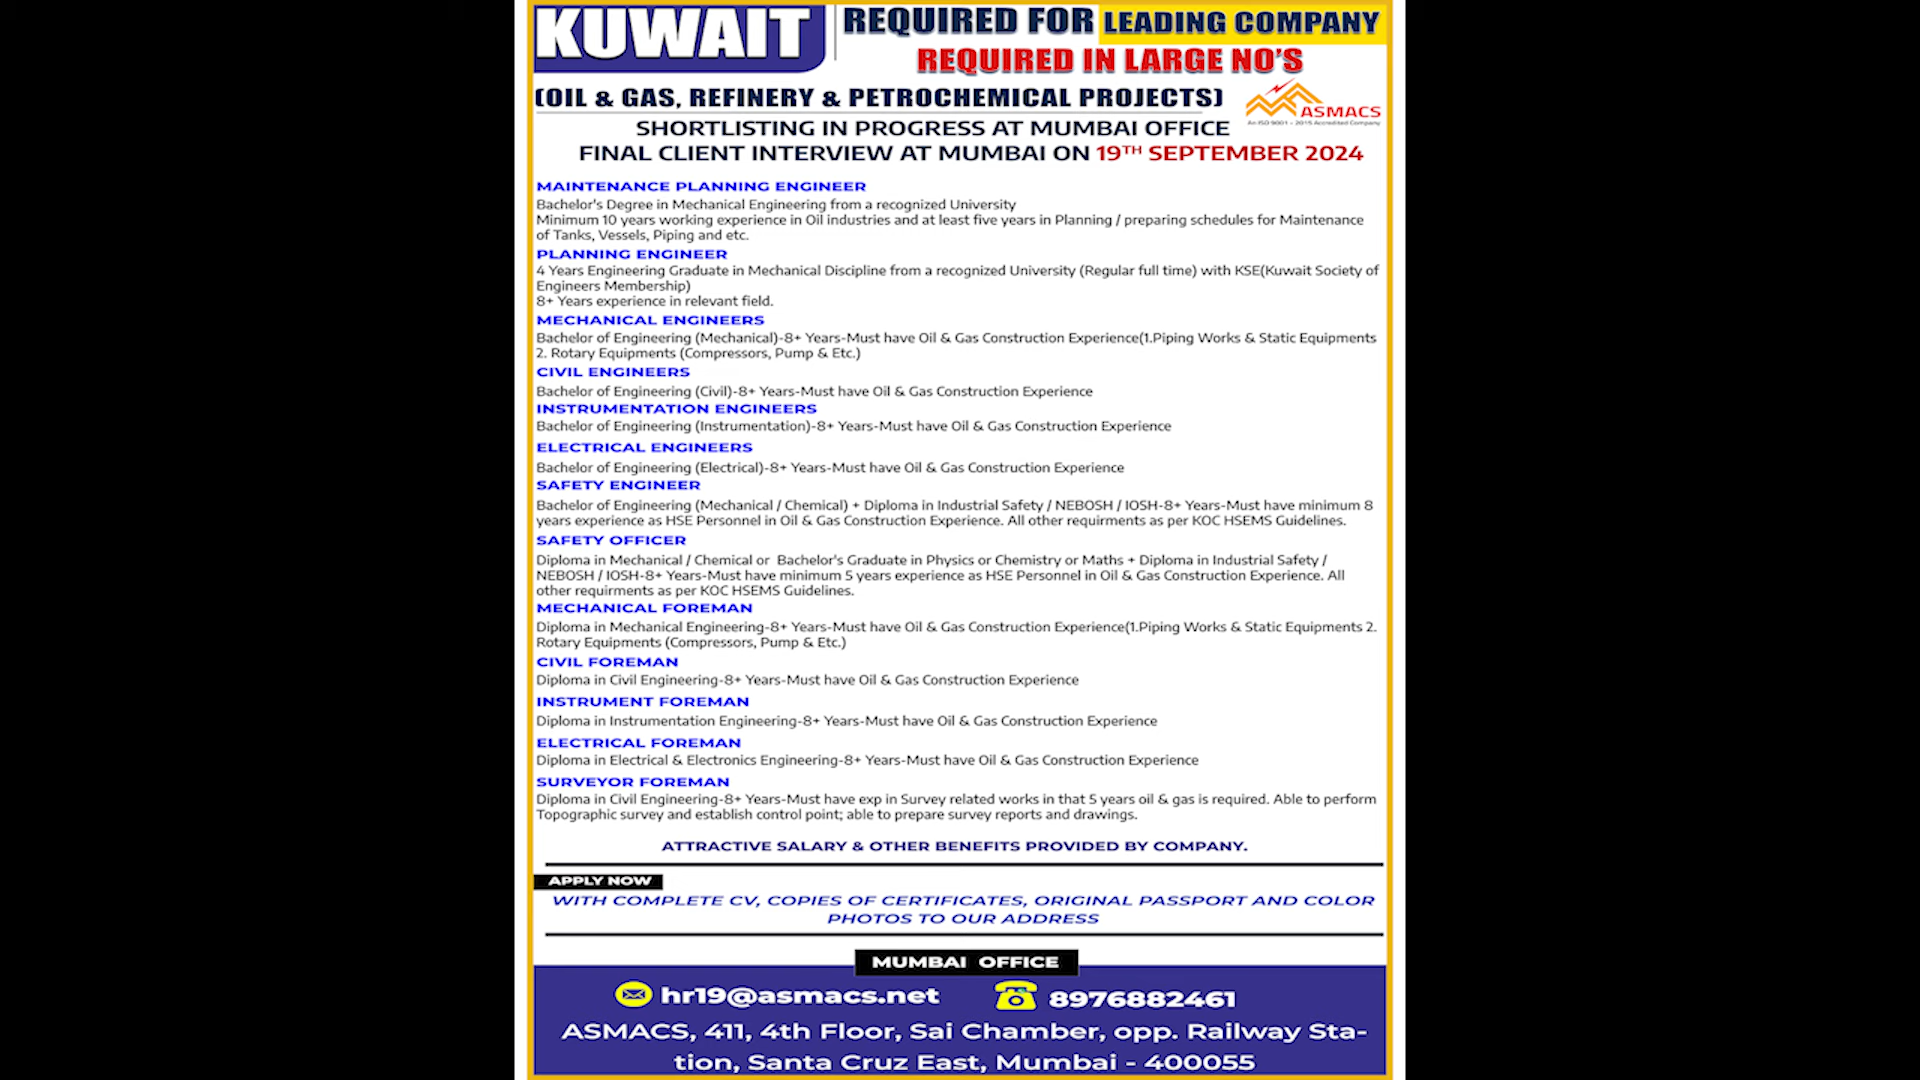 KUWAIT
REQUIRED FOR LEADING COMPANY
REQUIRED IN LARGE NO'S
(OIL & GAS, REFINERY & PETROCHEMICAL PROJECTS)
ASMACS
An ISO 9001 - 2015 Accredited Company
SHORTLISTING IN PROGRESS AT MUMBAI OFFICE
FINAL CLIENT INTERVIEW AT MUMBAI ON 19TH SEPTEMBER 2024
MAINTENANCE PLANNING ENGINEER
Bachelor's Degree in Mechanical Engineering from a recognized University
Minimum 10 years working experience in Oil industries and at least five years in Planning / preparing schedules for Maintenance
of Tanks, Vessels, Piping and etc.
PLANNING ENGINEER
4 Years Engineering Graduate in Mechanical Discipline from a recognized University (Regular full time) with KSE(Kuwait Society of
Engineers Membership)
8+ Years experience in relevant field.
MECHANICAL ENGINEERS
Bachelor of Engineering (Mechanical)-8+ Years-Must have Oil & Gas Construction Experience(1.Piping Works & Static Equipments
2. Rotary Equipments (Compressors, Pump & Etc.)
CIVIL ENGINEERS
Bachelor of Engineering (Civil)-8+ Years-Must have Oil & Gas Construction Experience
INSTRUMENTATION ENGINEERS
Bachelor of Engineering (Instrumentation)-8+ Years-Must have Oil & Gas Construction Experience
ELECTRICAL ENGINEERS
Bachelor of Engineering (Electrical)-8+ Years-Must have Oil & Gas Construction Experience
SAFETY ENGINEER
Bachelor of Engineering (Mechanical / Chemical) + Diploma in Industrial Safety / NEBOSH / IOSH-8+ Years-Must have minimum 8
years experience as HSE Personnel in Oil & Gas Construction Experience. All other requirments as per KOC HSEMS Guidelines.
SAFETY OFFICER
Diploma in Mechanical / Chemical or Bachelor's Graduate in Physics or Chemistry or Maths + Diploma in Industrial Safety /
NEBOSH / IOSH-8+ Years-Must have minimum 5 years experience as HSE Personnel in Oil & Gas Construction Experience. All
other requirments as per KOC HSEMS Guidelines.
MECHANICAL FOREMAN
Diploma in Mechanical Engineering-8+ Years-Must have Oil & Gas Construction Experience(1.Piping Works & Static Equipments 2.
Rotary Equipments (Compressors, Pump & Etc.)
CIVIL FOREMAN
Diploma in Civil Engineering-8+ Years-Must have Oil & Gas Construction Experience
INSTRUMENT FOREMAN
Diploma in Instrumentation Engineering-8+ Years-Must have Oil & Gas Construction Experience
ELECTRICAL FOREMAN
Diploma in Electrical & Electronics Engineering-8+ Years-Must have Oil & Gas Construction Experience
SURVEYOR FOREMAN
Diploma in Civil Engineering-8+ Years-Must have exp in Survey related works in that 5 years oil & gas is required. Able to perform
Topographic survey and establish control point; able to prepare survey reports and drawings.
ATTRACTIVE SALARY & OTHER BENEFITS PROVIDED BY COMPANY.
APPLY NOW
WITH COMPLETE CV, COPIES OF CERTIFICATES, ORIGINAL PASSPORT AND COLOR
PHOTOS TO OUR ADDRESS
MUMBAI OFFICE
hr19@asmacs.net 8976882461
ASMACS, 411, 4th Floor, Sai Chamber, opp. Railway Sta-
tion, Santa Cruz East, Mumbai - 400055